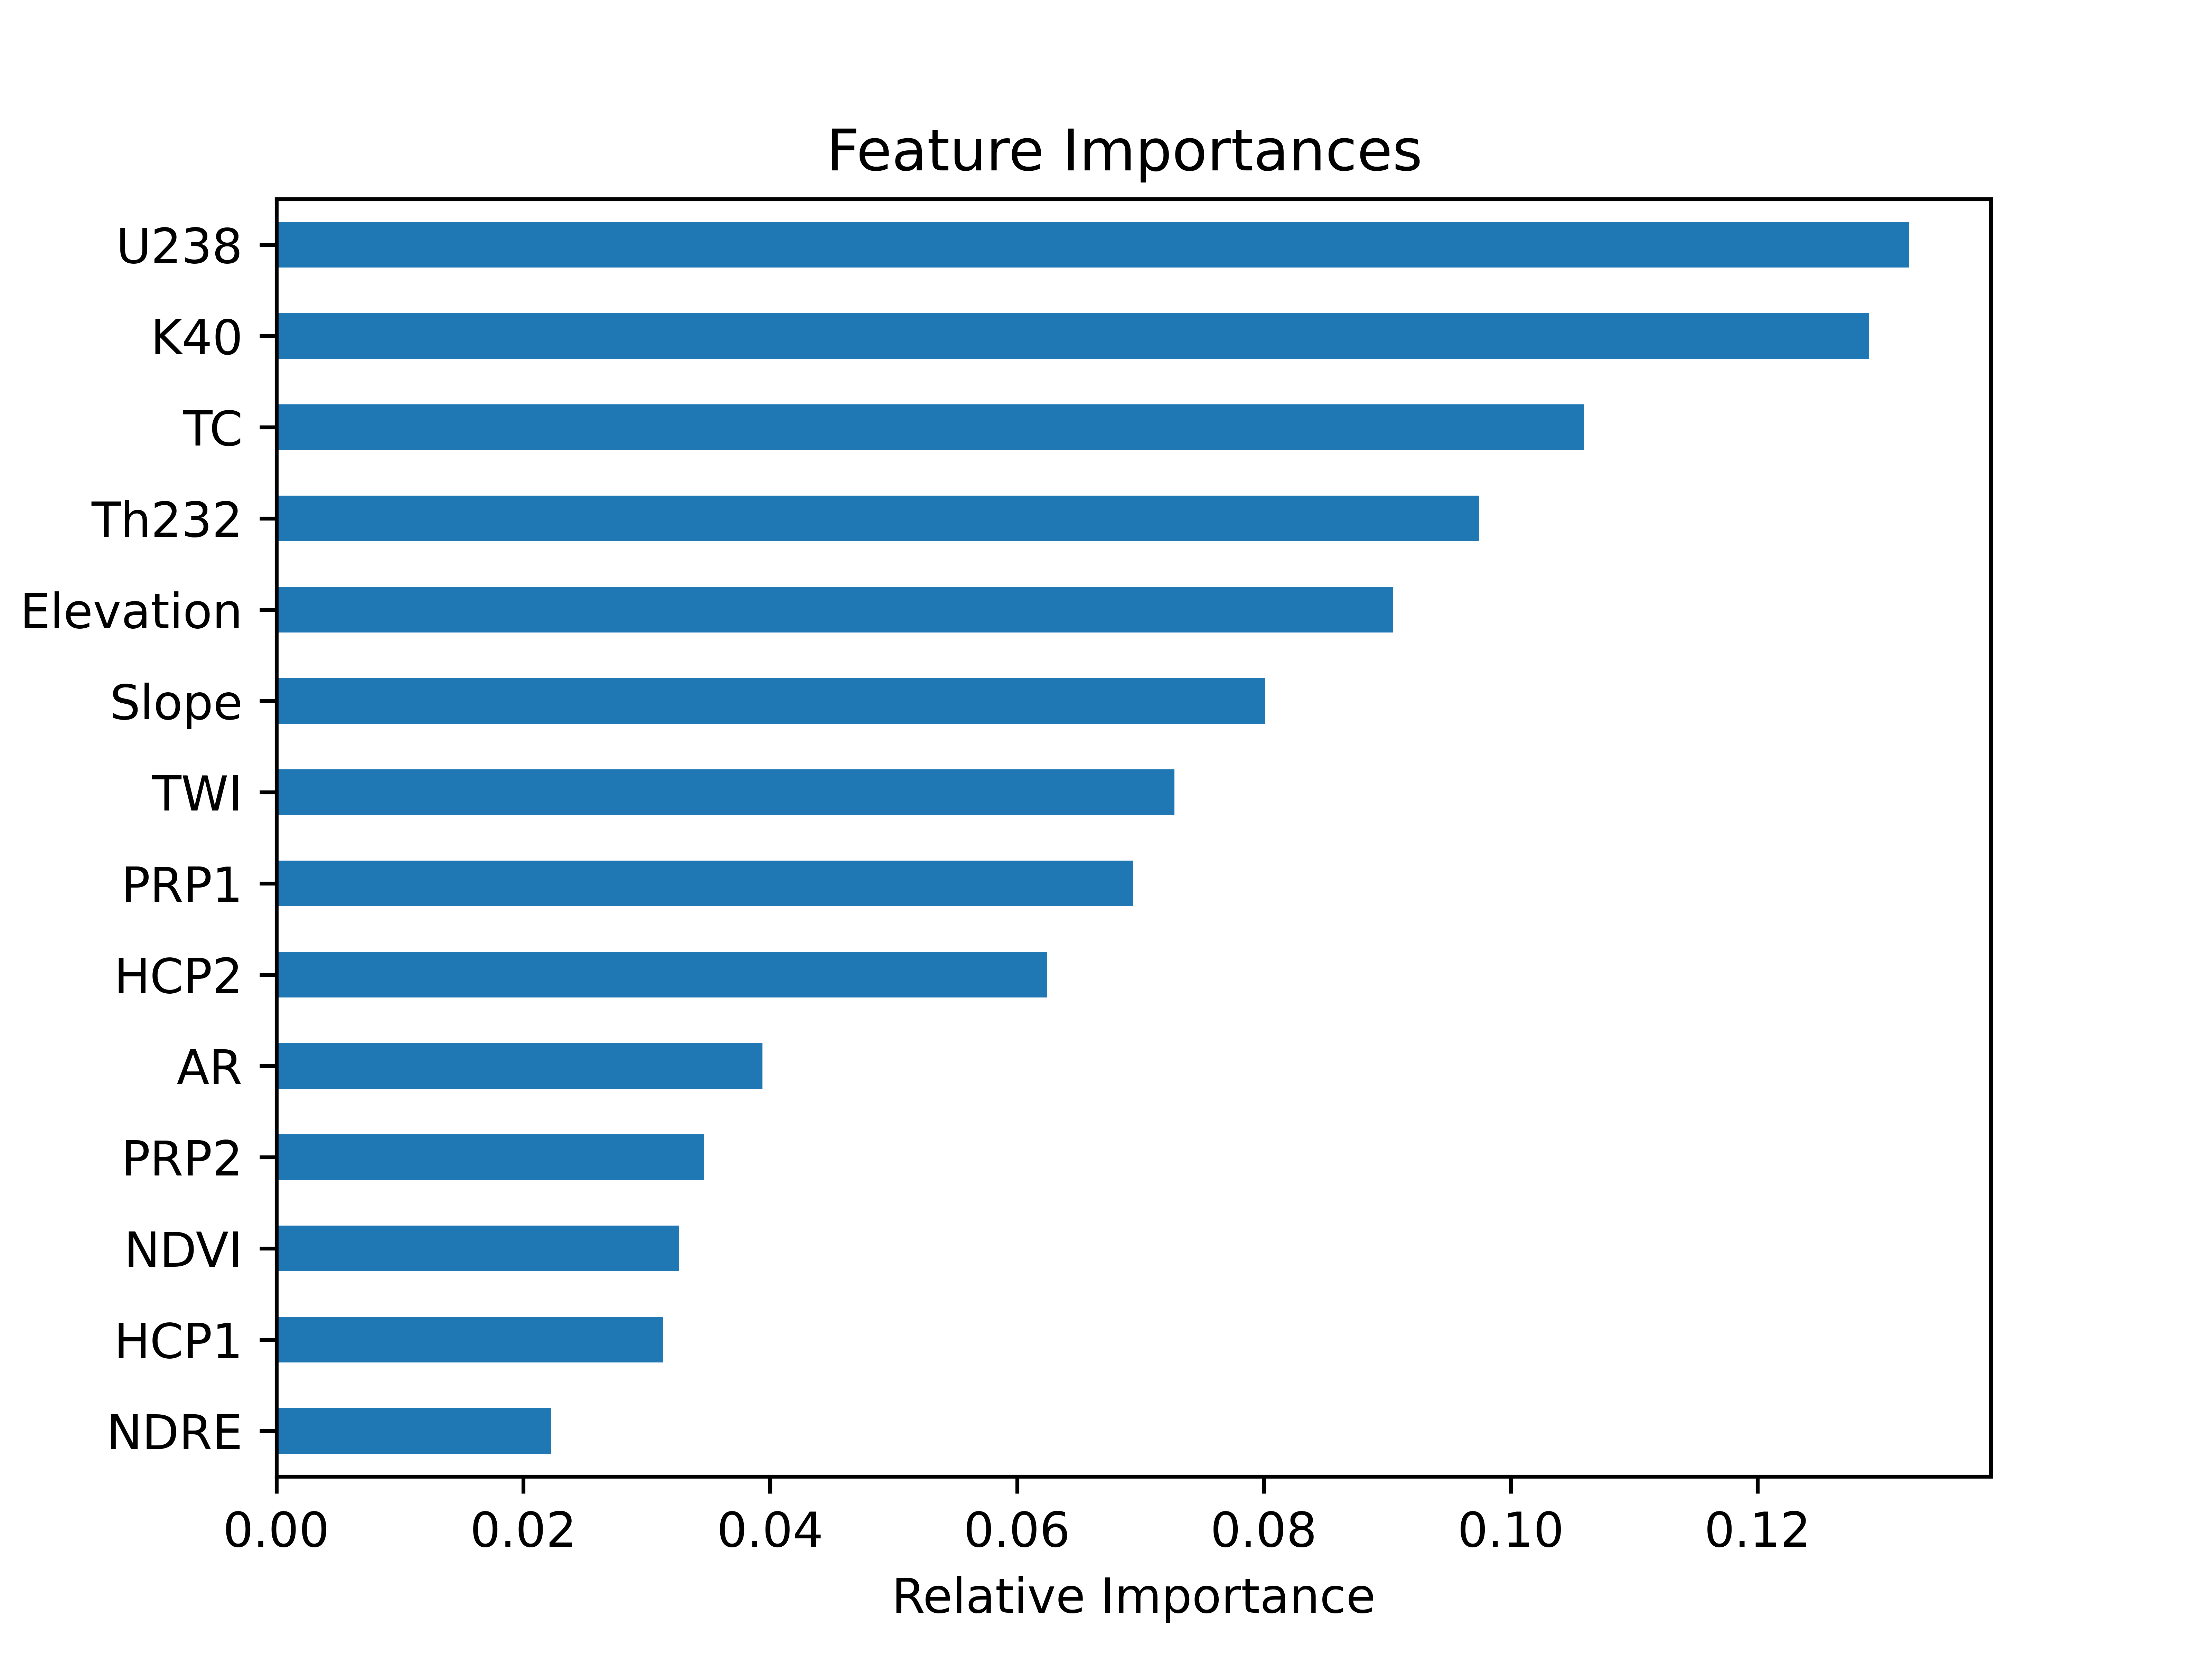 Feature Importances
U238
K40
TC
Th232
Elevation
Slope
TWI
PRP1
HCP2
AR
PRP2
NDVI
HCP1
NDRE
0.00 0.02 0.04 0.06 0.08 0.10 0.12
Relative Importance